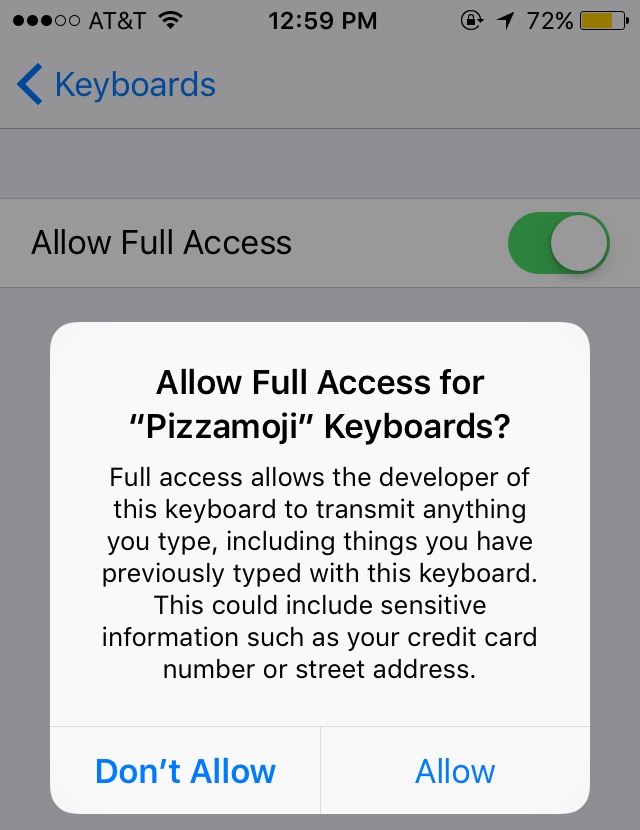 AT&T 12:59 PM 72%
Keyboards
Allow Full Access
Allow Full Access for
“Pizzamoji” Keyboards?
Full access allows the developer of
this keyboard to transmit anything
you type, including things you have
previously typed with this keyboard.
This could include sensitive
information such as your credit card
number or street address.
Don’t Allow Allow